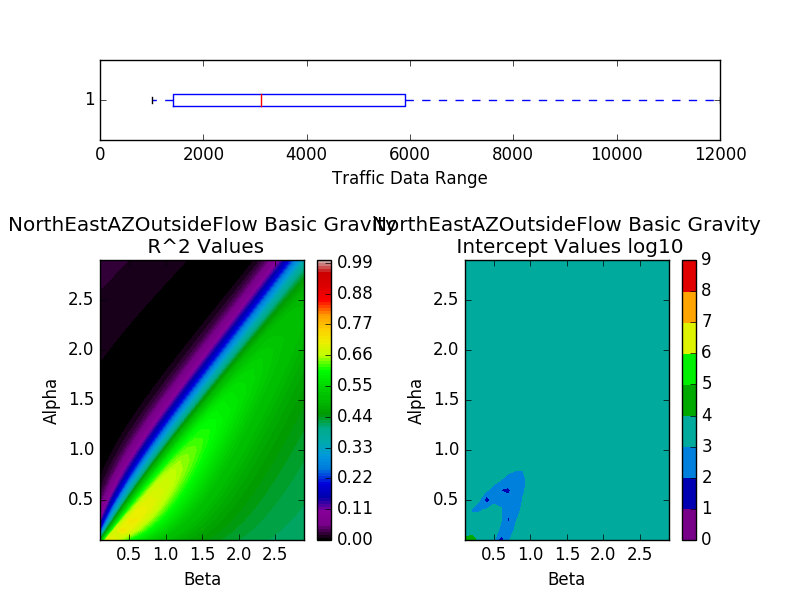 1
0 2000 4000 6000 8000 10000 12000
Traffic Data Range
NorthEastAZOutsideFlow Basic Gravity
R^2 Values
2.5
2.0
1.5
1.0
0.5
Alpha
0.5 1.0 1.5 2.0 2.5
Beta
0.99
0.88
0.77
0.66
0.55
0.44
0.33
0.22
0.11
0.00
NorthEastAZOutsideFlow Basic Gravity
Intercept Values log10
2.5
2.0
1.5
1.0
0.5
Alpha
0.5 1.0 1.5 2.0 2.5
Beta
9
8
7
6
5
4
3
2
1
0